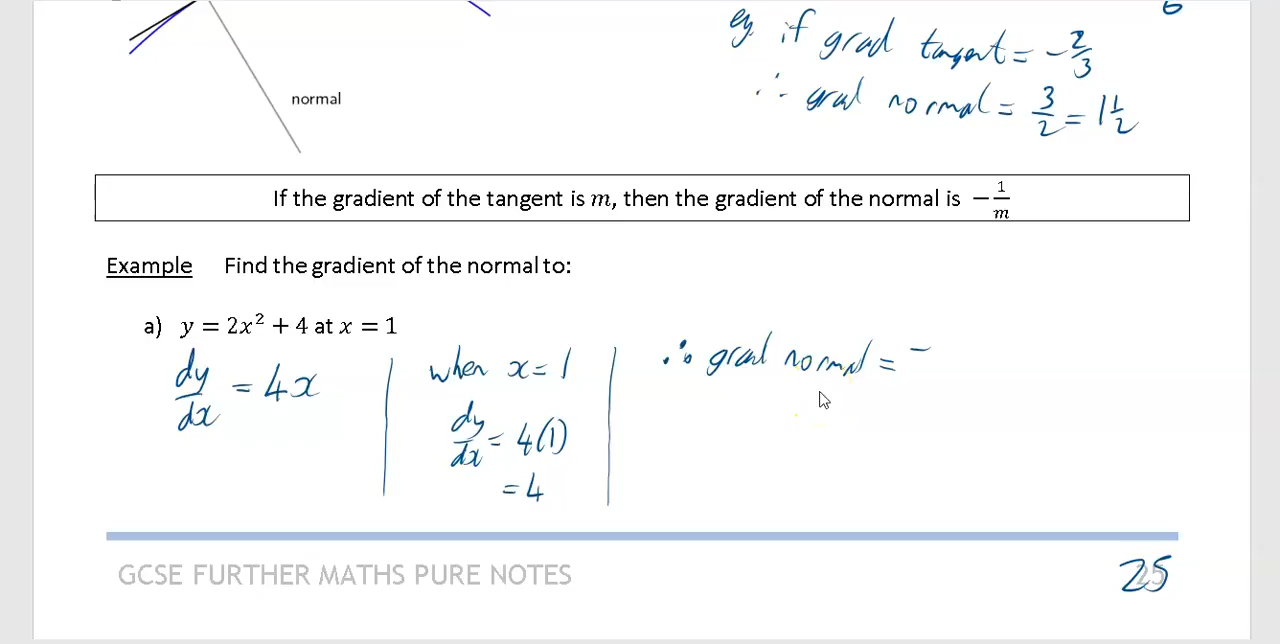 eg if grad tangent = -2/3
∴ grad normal = 3/2 = 1 1/2
normal
If the gradient of the tangent is m, then the gradient of the normal is −1/m
Example Find the gradient of the normal to:
a) y = 2x² + 4 at x = 1
dy/dx = 4x
when x = 1
dy/dx = 4(1)
= 4
∴ grad normal = -
GCSE FURTHER MATHS PURE NOTES
25